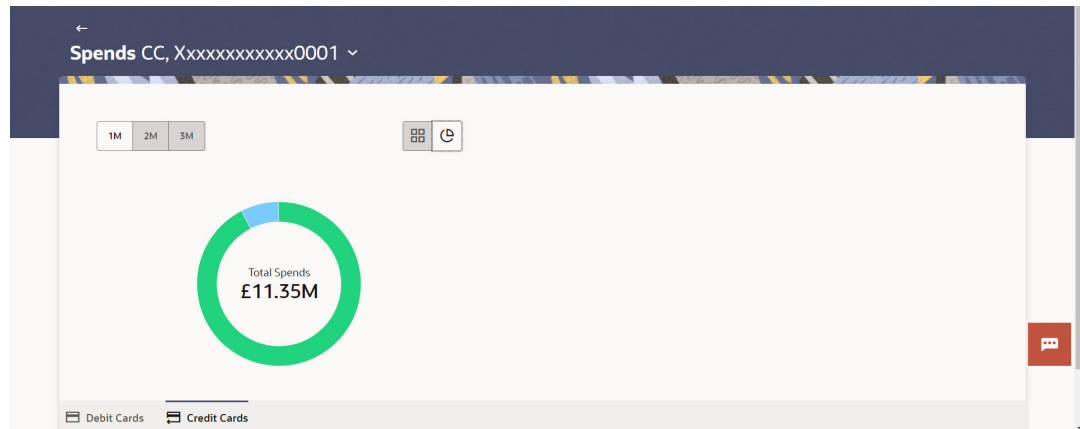 Spends CC, Xxxxxxxxxxxx0001
1M 2M 3M
Total Spends
£11.35M
Debit Cards Credit Cards